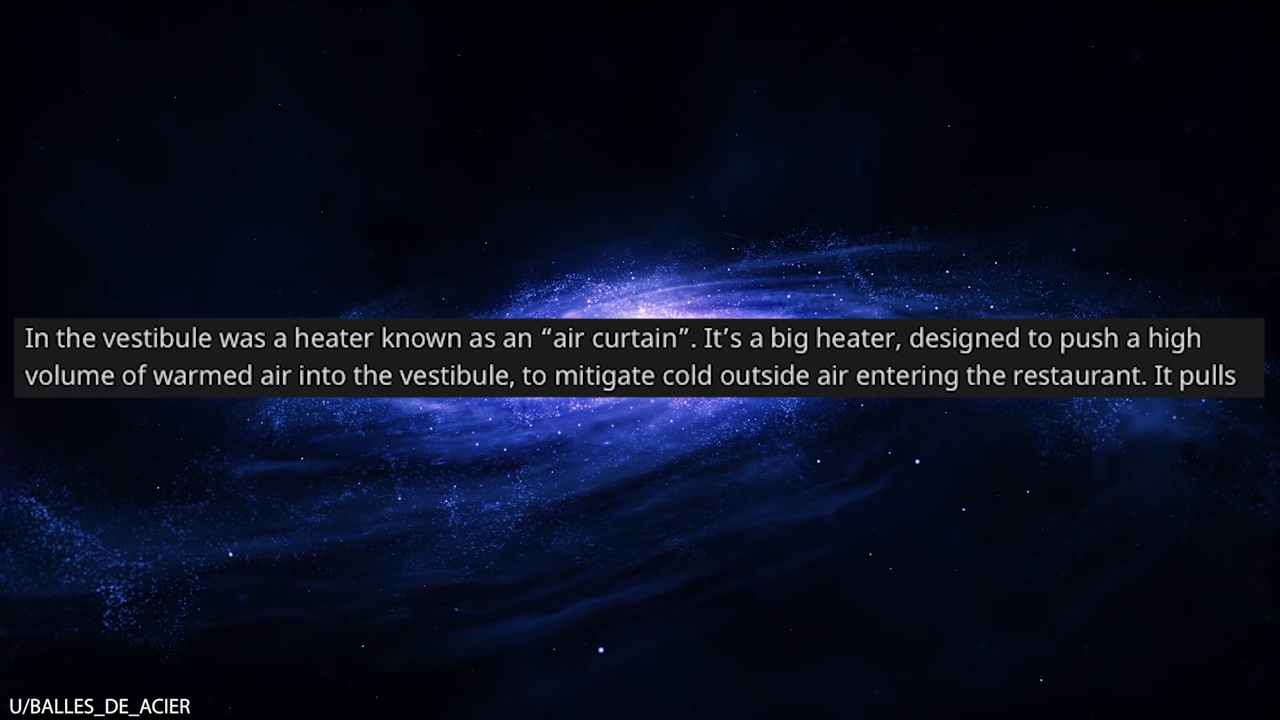 In the vestibule was a heater known as an “air curtain”. It’s a big heater, designed to push a high
volume of warmed air into the vestibule, to mitigate cold outside air entering the restaurant. It pulls
U/BALLES_DE_ACIER